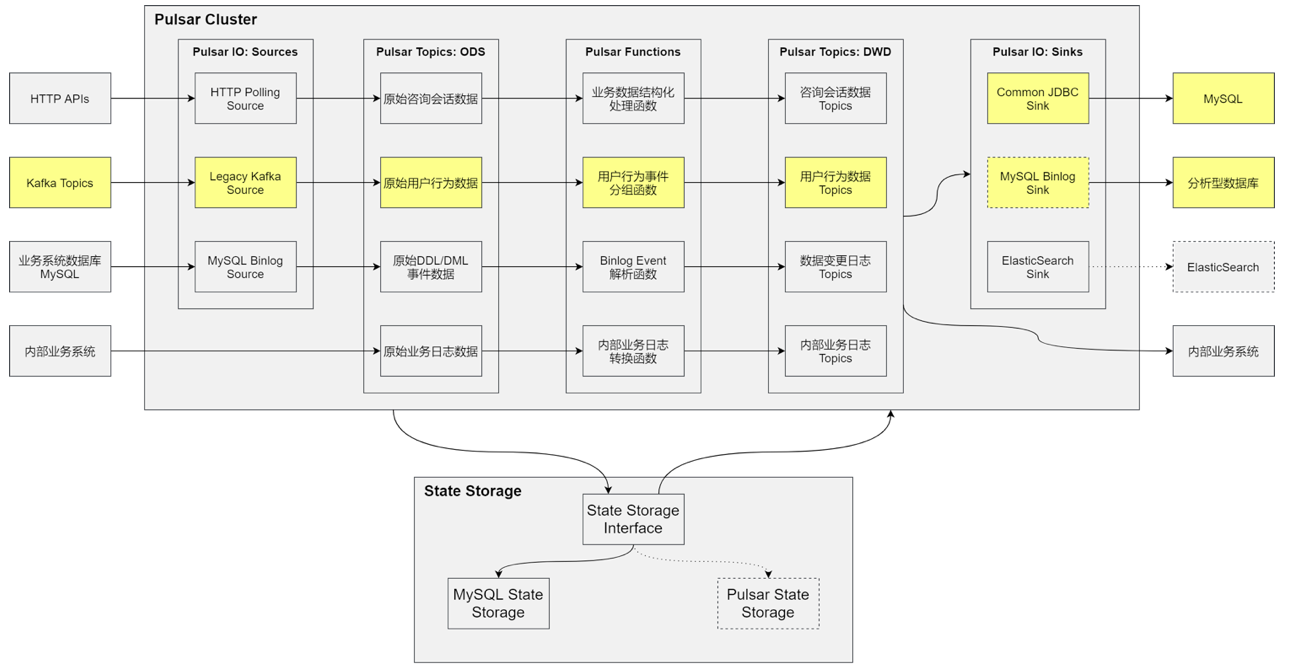 Pulsar Cluster
Pulsar IO: Sources
Pulsar Topics: ODS
Pulsar Functions
Pulsar Topics: DWD
Pulsar IO: Sinks
HTTP APIs
HTTP Polling
Source
原始咨询会话数据
业务数据结构化
处理函数
咨询会话数据
Topics
Common JDBC
Sink
MySQL
Kafka Topics
Legacy Kafka
Source
原始用户行为数据
用户行为事件
分组函数
用户行为数据
Topics
MySQL Binlog
Sink
分析型数据库
业务系统数据库
MySQL
MySQL Binlog
Source
原始DDL/DML
事件数据
Binlog Event
解析函数
数据变更日志
Topics
ElasticSearch
Sink
ElasticSearch
内部业务系统
原始业务日志数据
内部业务日志
转换函数
内部业务日志
Topics
内部业务系统
State Storage
State Storage
Interface
MySQL State
Storage
Pulsar State
Storage